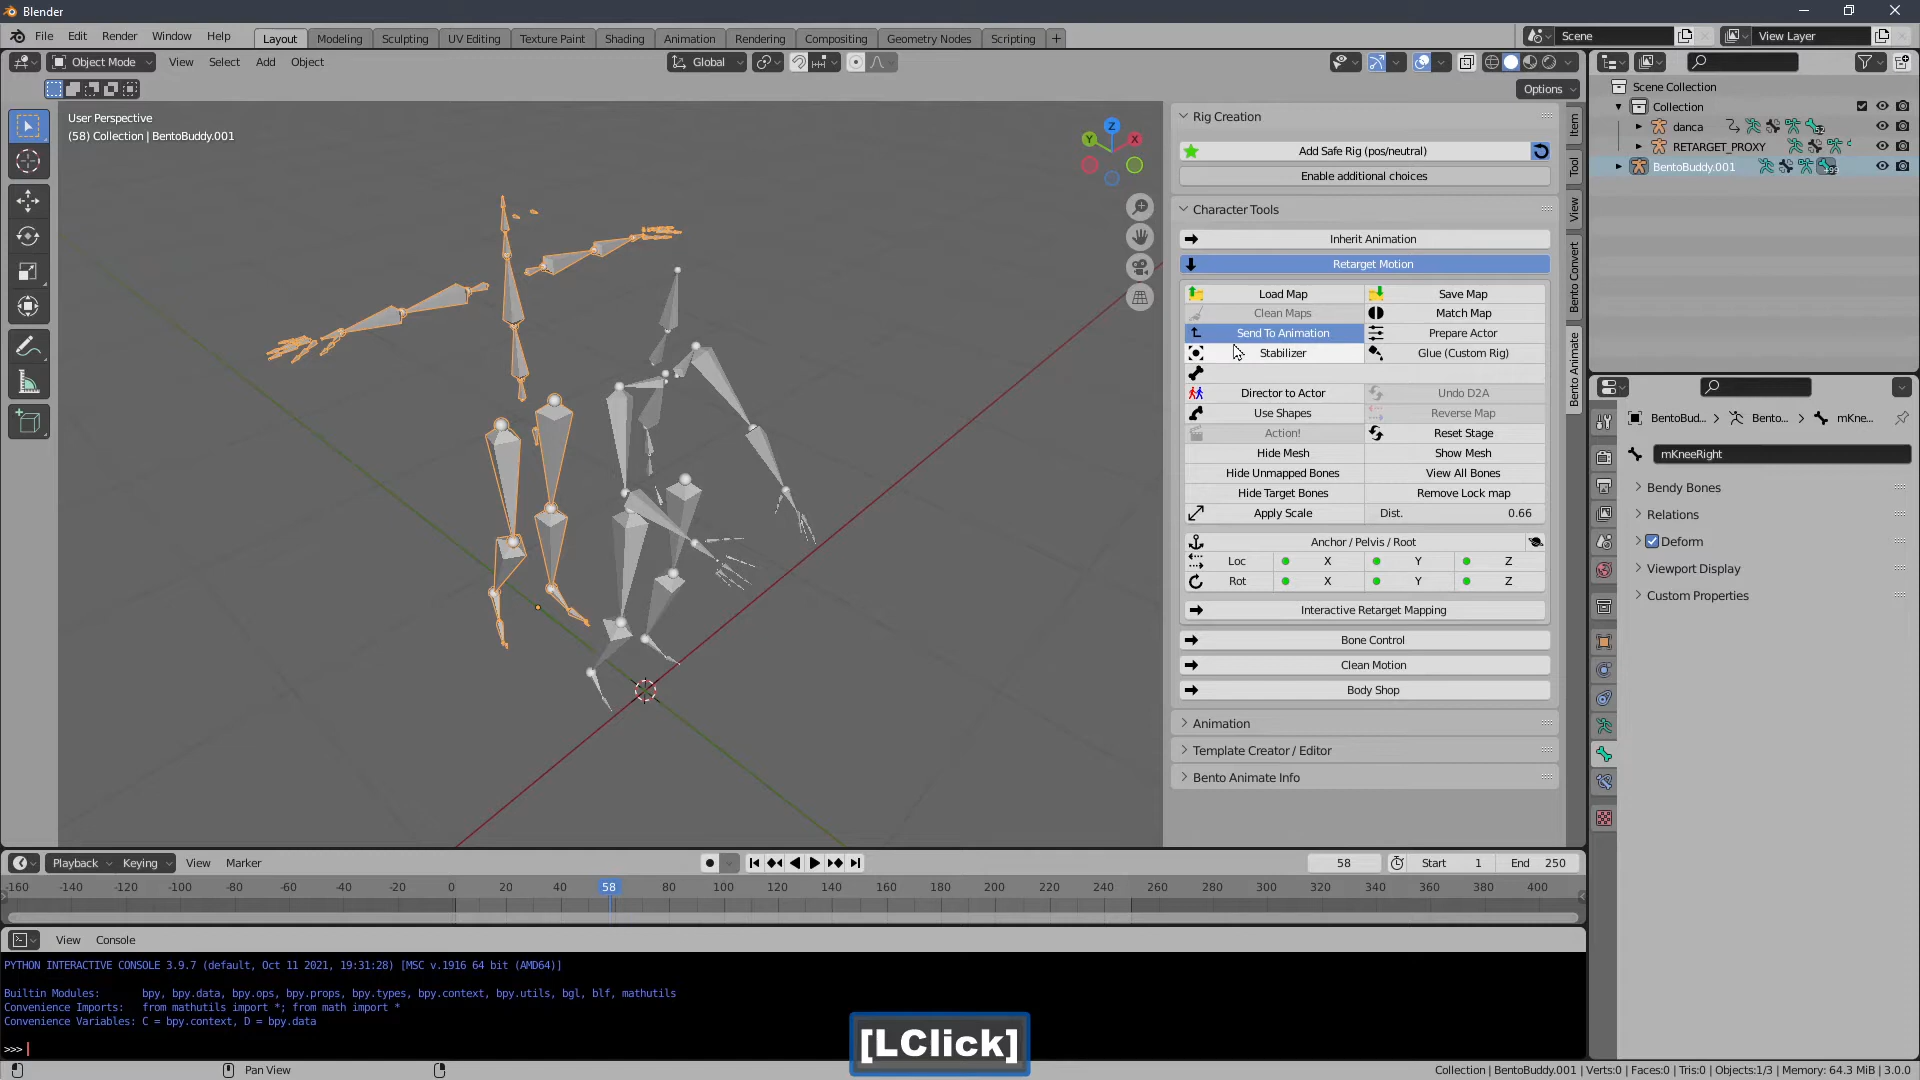 Blender
File Edit Render Window Help
Layout Modeling Sculpting UV Editing Texture Paint Shading Animation Rendering Compositing Geometry Nodes Scripting +
Scene
View Layer
Object Mode View Select Add Object
Global
Options
User Perspective
(58) Collection | BentoBuddy.001
Z
Y
X
Rig Creation
Add Safe Rig (pos/neutral)
Enable additional choices
Character Tools
Inherit Animation
Retarget Motion
Load Map Save Map
Clean Maps Match Map
Send To Animation Prepare Actor
Stabilizer Glue (Custom Rig)
Director to Actor Undo D2A
Use Shapes Reverse Map
Action! Reset Stage
Hide Mesh Show Mesh
Hide Unmapped Bones View All Bones
Hide Target Bones Remove Lock map
Apply Scale Dist. 0.66
Anchor / Pelvis / Root
Loc X Y Z
Rot X Y Z
Interactive Retarget Mapping
Bone Control
Clean Motion
Body Shop
Animation
Template Creator / Editor
Bento Animate Info
Item
Tool
View
Bento Convert
Bento Animate
Scene Collection
Collection
danca
52
RETARGET_PROXY
BentoBuddy.001
+99
BentoBud... Bento... mKne...
mKneeRight
Bendy Bones
Relations
Deform
Viewport Display
Custom Properties
Playback Keying View Marker
58 Start 1 End 250
-160 -140 -120 -100 -80 -60 -40 -20 0 20 40 58 80 100 120 140 160 180 200 220 240 260 280 300 320 340 360 380 400
View Console
PYTHON INTERACTIVE CONSOLE 3.9.7 (default, Oct 11 2021, 19:31:28) [MSC v.1916 64 bit (AMD64)]
Builtin Modules: bpy, bpy.data, bpy.ops, bpy.props, bpy.types, bpy.context, bpy.utils, bgl, blf, mathutils
Convenience Imports: from mathutils import *; from math import *
Convenience Variables: C = bpy.context, D = bpy.data
>>>
[LClick]
Pan View
Collection | BentoBuddy.001 | Verts:0 | Faces:0 | Tris:0 | Objects:1/3 | Memory: 64.3 MiB | 3.0.0